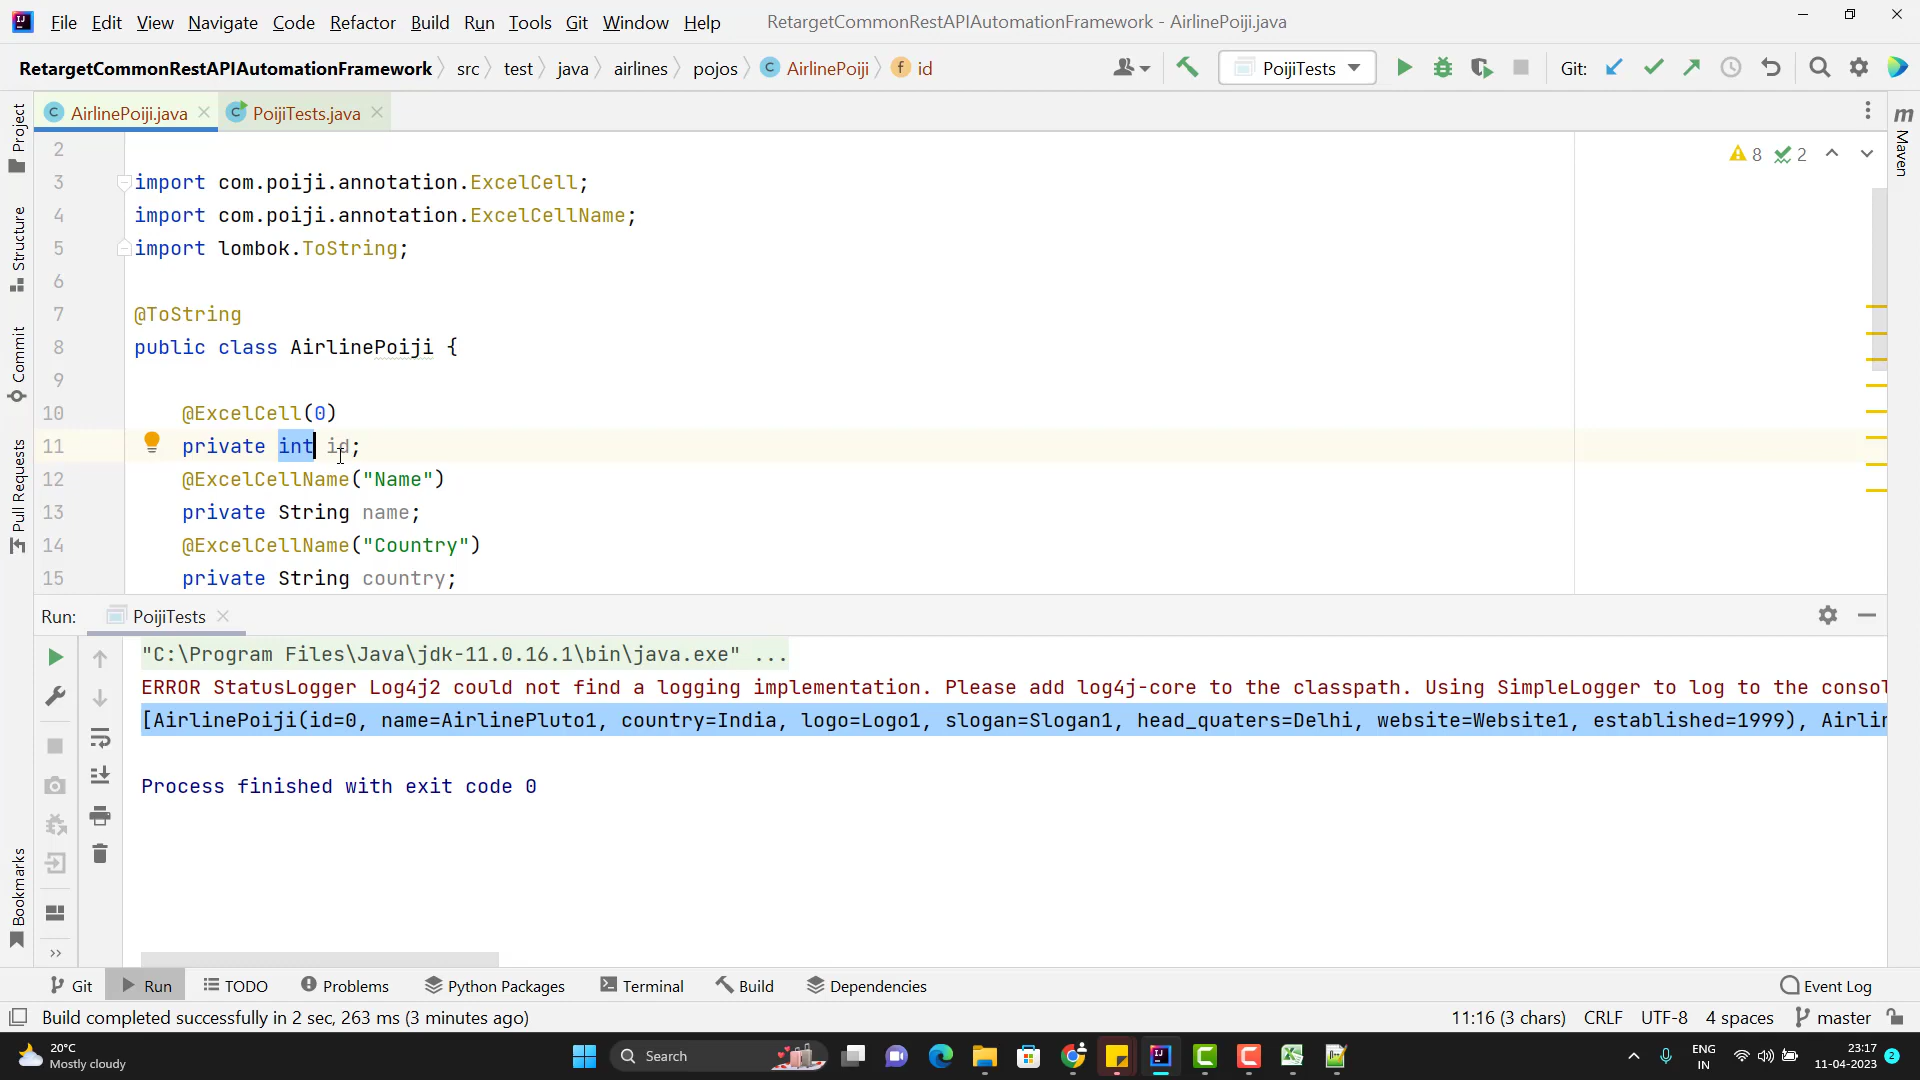 File Edit View Navigate Code Refactor Build Run Tools Git Window Help RetargetCommonRestAPIAutomationFramework - AirlinePoiji.java
RetargetCommonRestAPIAutomationFramework src test java airlines pojos AirlinePoiji id PoijiTests Git:
AirlinePoiji.java PoijiTests.java
Project
Structure
Commit
Pull Requests
Bookmarks
Maven
8 2
2
3 import com.poiji.annotation.ExcelCell;
4 import com.poiji.annotation.ExcelCellName;
5 import lombok.ToString;
6
7 @ToString
8 public class AirlinePoiji {
9
10 @ExcelCell(0)
11 private int id;
12 @ExcelCellName("Name")
13 private String name;
14 @ExcelCellName("Country")
15 private String country;
Run: PoijiTests
"C:\Program Files\Java\jdk-11.0.16.1\bin\java.exe" ...
ERROR StatusLogger Log4j2 could not find a logging implementation. Please add log4j-core to the classpath. Using SimpleLogger to log to the consol
[AirlinePoiji(id=0, name=AirlinePluto1, country=India, logo=Logo1, slogan=Slogan1, head_quaters=Delhi, website=Website1, established=1999), Airlin
Process finished with exit code 0
Git Run TODO Problems Python Packages Terminal Build Dependencies Event Log
Build completed successfully in 2 sec, 263 ms (3 minutes ago) 11:16 (3 chars) CRLF UTF-8 4 spaces master
20°C
Mostly cloudy
Search
ENG
IN
23:17
11-04-2023
2